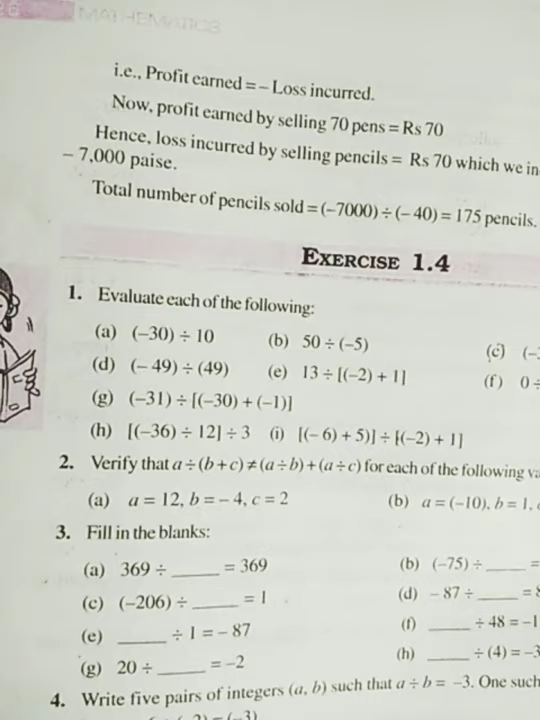 MATHEMATICS
i.e., Profit earned = – Loss incurred.
Now, profit earned by selling 70 pens = Rs 70
Hence, loss incurred by selling pencils = Rs 70 which we in
– 7,000 paise.
Total number of pencils sold = (–7000) ÷ (– 40) = 175 pencils.
EXERCISE 1.4
1. Evaluate each of the following:
(a) (–30) ÷ 10 (b) 50 ÷ (–5) (c) (–
(d) (– 49) ÷ (49) (e) 13 ÷ [(–2) + 1] (f) 0 ÷
(g) (–31) ÷ [(–30) + (–1)]
(h) [(–36) ÷ 12] ÷ 3 (i) [(– 6) + 5)] ÷ [(–2) + 1]
2. Verify that a ÷ (b + c) ≠ (a ÷ b) + (a ÷ c) for each of the following va
(a) a = 12, b = – 4, c = 2 (b) a = (–10), b = 1,
3. Fill in the blanks:
(a) 369 ÷ _____ = 369 (b) (–75) ÷ _____ =
(c) (–206) ÷ _____ = 1 (d) – 87 ÷ _____ = 8
(e) _____ ÷ 1 = – 87 (f) _____ ÷ 48 = –1
(g) 20 ÷ _____ = –2 (h) _____ ÷ (4) = –3
4. Write five pairs of integers (a, b) such that a ÷ b = –3. One such